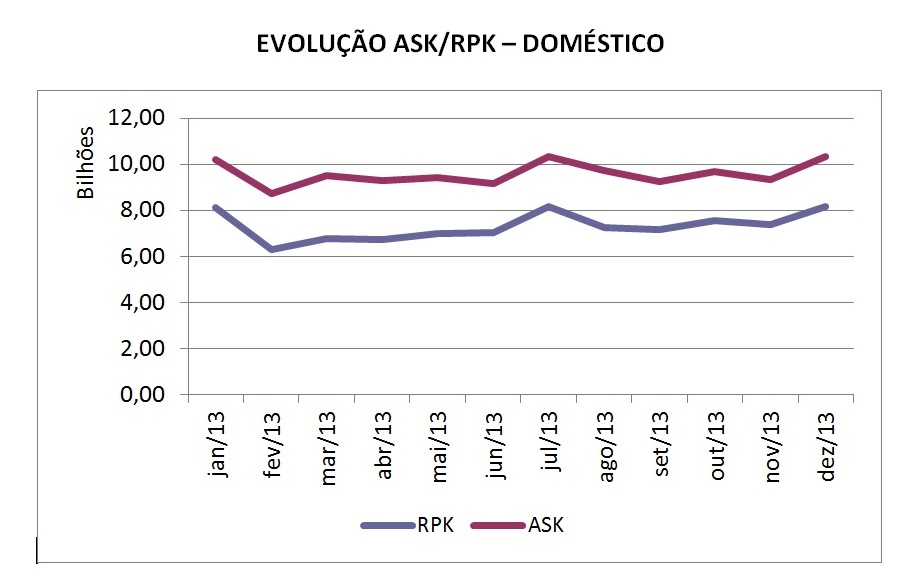 EVOLUÇÃO ASK/RPK – DOMÉSTICO
Bilhões
12,00
10,00
8,00
6,00
4,00
2,00
0,00
jan/13
fev/13
mar/13
abr/13
mai/13
jun/13
jul/13
ago/13
set/13
out/13
nov/13
dez/13
RPK ASK